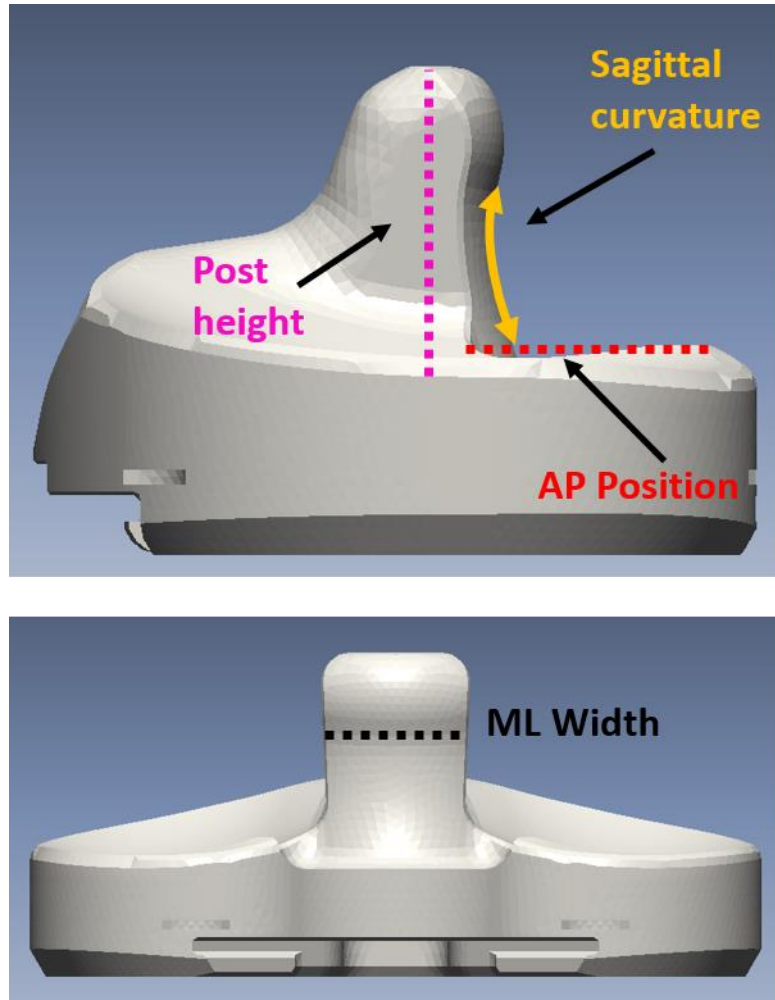 Sagittal
curvature
Post
height
AP Position
ML Width